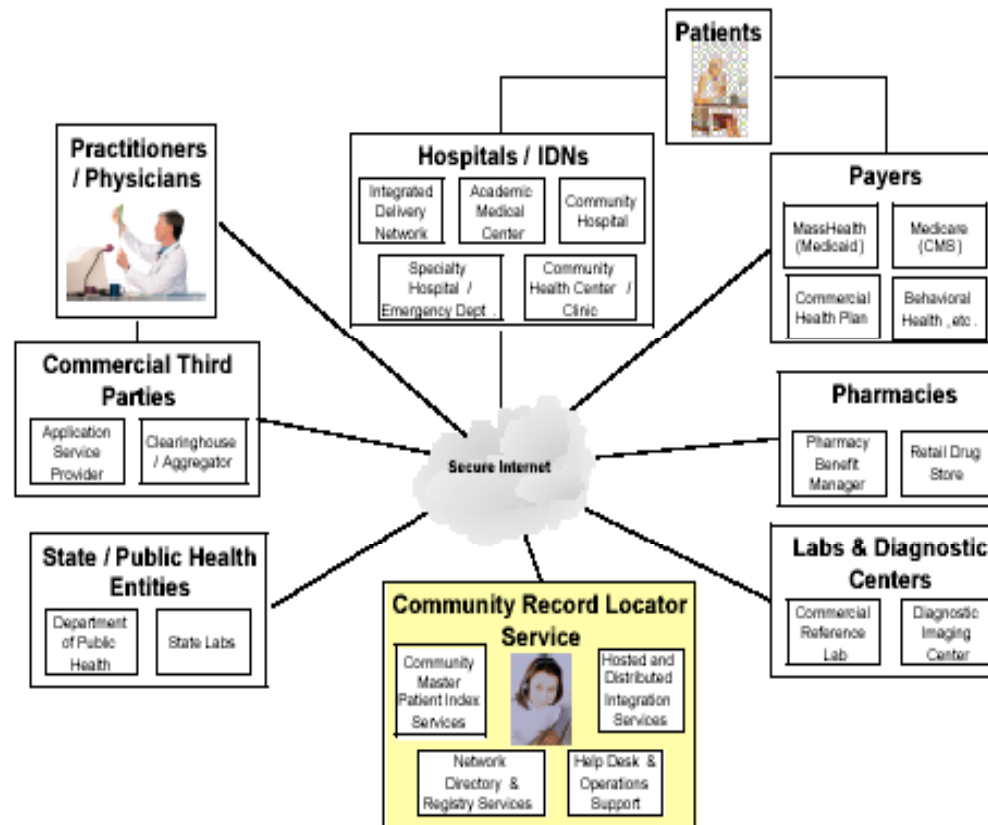 Patients
Practitioners
/ Physicians
Hospitals / IDNs
Integrated
Delivery
Network
Academic
Medical
Center
Community
Hospital
Specialty
Hospital /
Emergency Dept .
Community
Health Center /
Clinic
Payers
MassHealth
(Medicaid)
Medicare
(CMS)
Commercial
Health Plan
Behavioral
Health , etc .
Commercial Third
Parties
Application
Service
Provider
Clearinghouse
/ Aggregator
Secure Internet
Pharmacies
Pharmacy
Benefit
Manager
Retail Drug
Store
State / Public Health
Entities
Department
of Public
Health
State Labs
Community Record Locator
Service
Community
Master
Patient Index
Services
Hosted and
Distributed
Integration
Services
Network
Directory &
Registry Services
Help Desk &
Operations
Support
Labs & Diagnostic
Centers
Commercial
Reference
Lab
Diagnostic
Imaging
Center